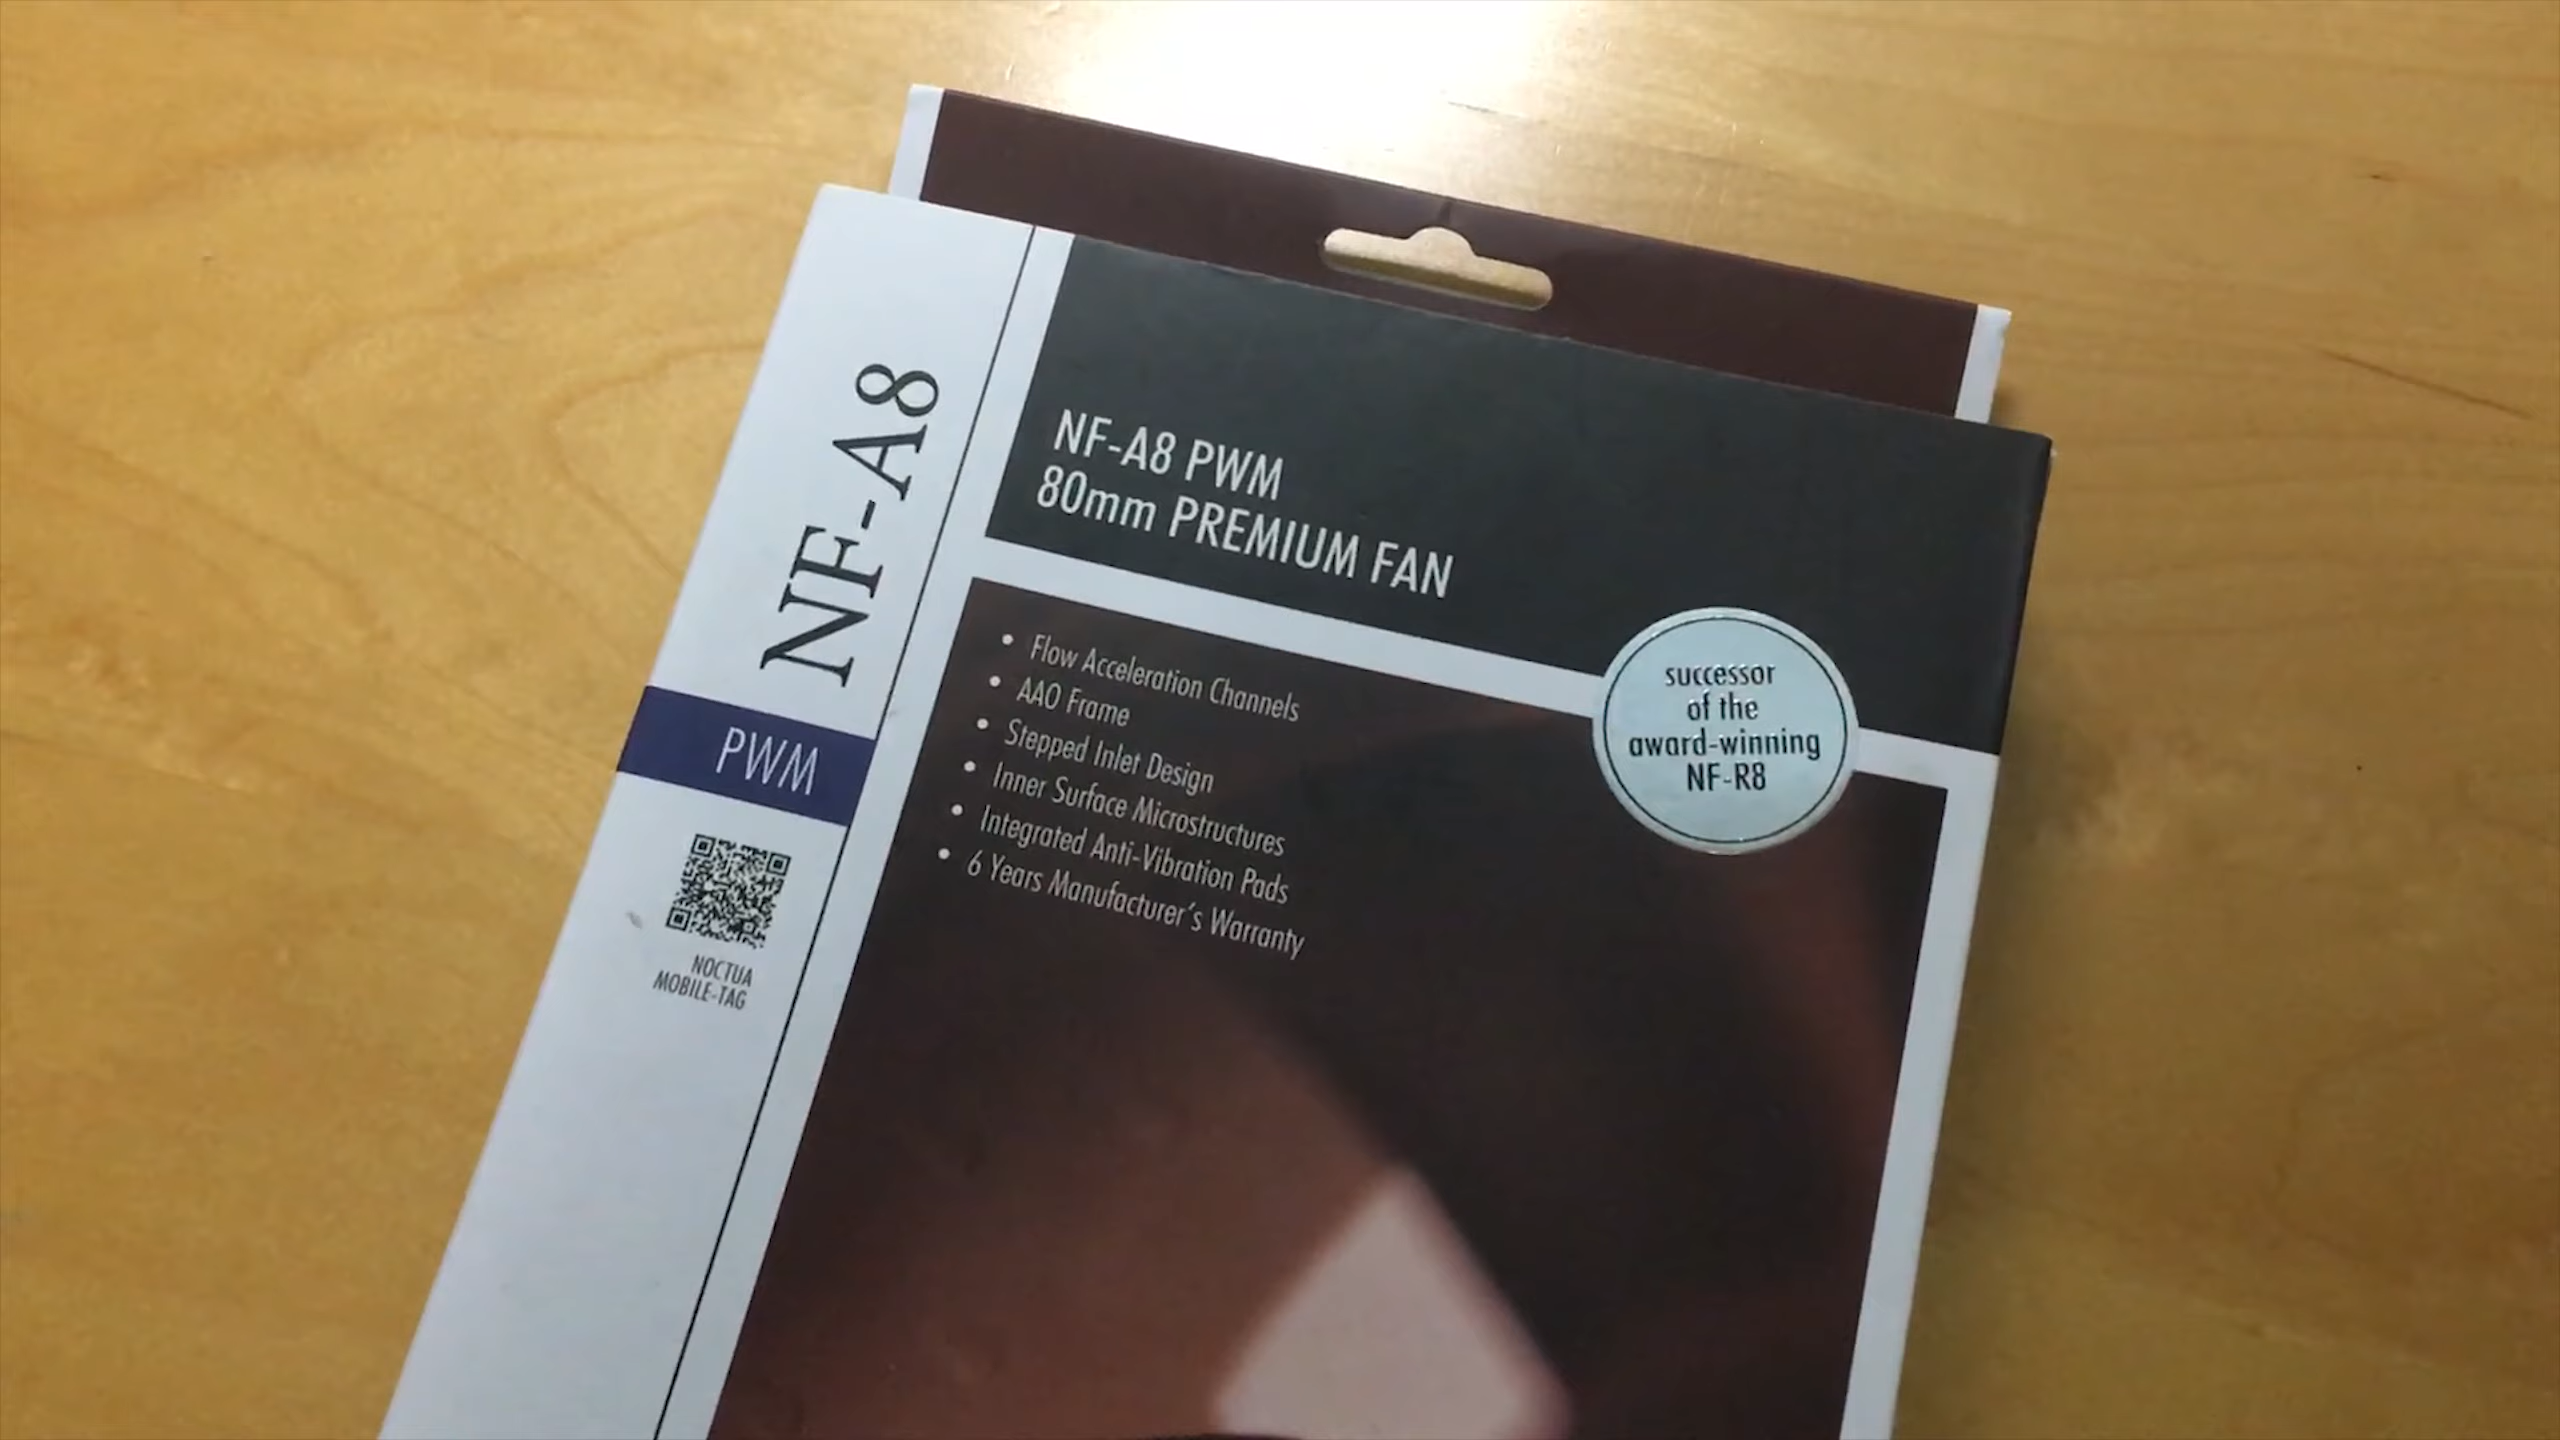 NF-A8
PWM
NOCTUA
MOBILE-TAG
NF-A8 PWM
80mm PREMIUM FAN
• Flow Acceleration Channels
• AAO Frame
• Stepped Inlet Design
• Inner Surface Microstructures
• Integrated Anti-Vibration Pads
• 6 Years Manufacturer's Warranty
successor
of the
award-winning
NF-R8